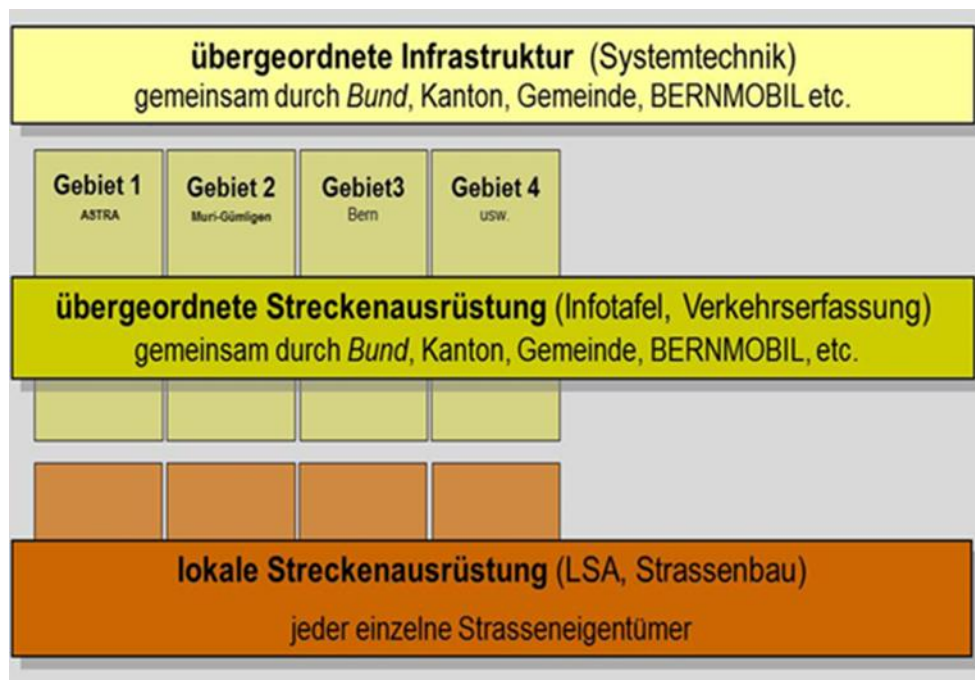 übergeordnete Infrastruktur (Systemtechnik)
gemeinsam durch Bund, Kanton, Gemeinde, BERNMOBIL etc.
Gebiet 1
ASTRA
Gebiet 2
Muri-Gümligen
Gebiet3
Bern
Gebiet 4
usw.
übergeordnete Streckenausrüstung (Infotafel, Verkehrserfassung)
gemeinsam durch Bund, Kanton, Gemeinde, BERNMOBIL, etc.
lokale Streckenausrüstung (LSA, Strassenbau)
jeder einzelne Strasseneigentümer